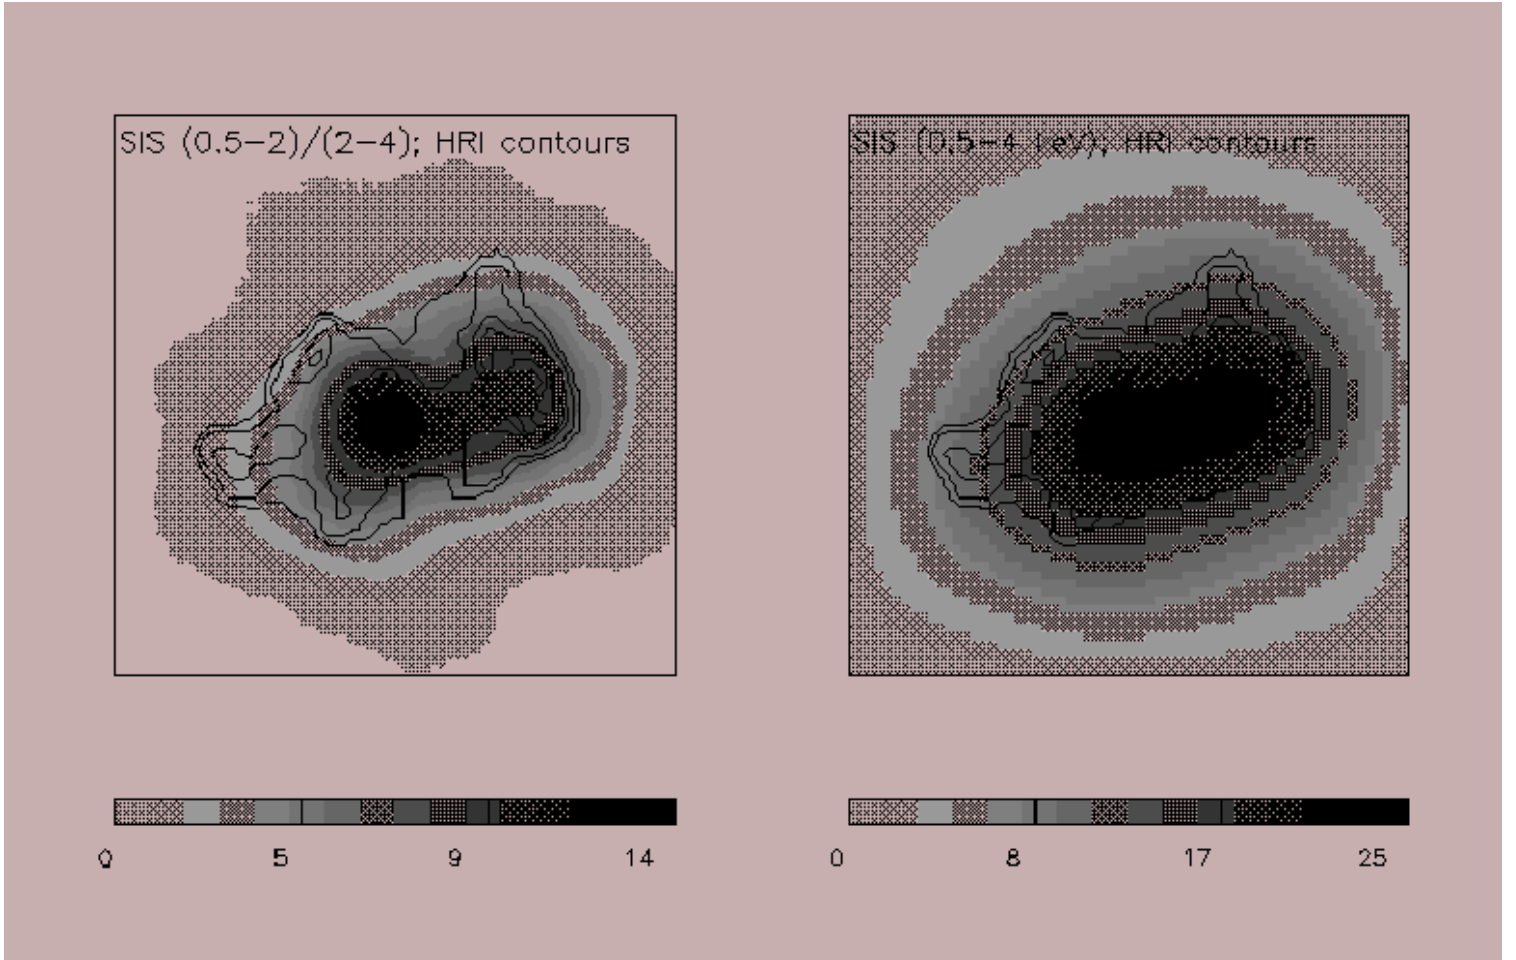 SIS (0.5-2)/(2-4); HRI contours
SIS (0.5-4 keV); HRI contours
0 5 9 14
0 8 17 25